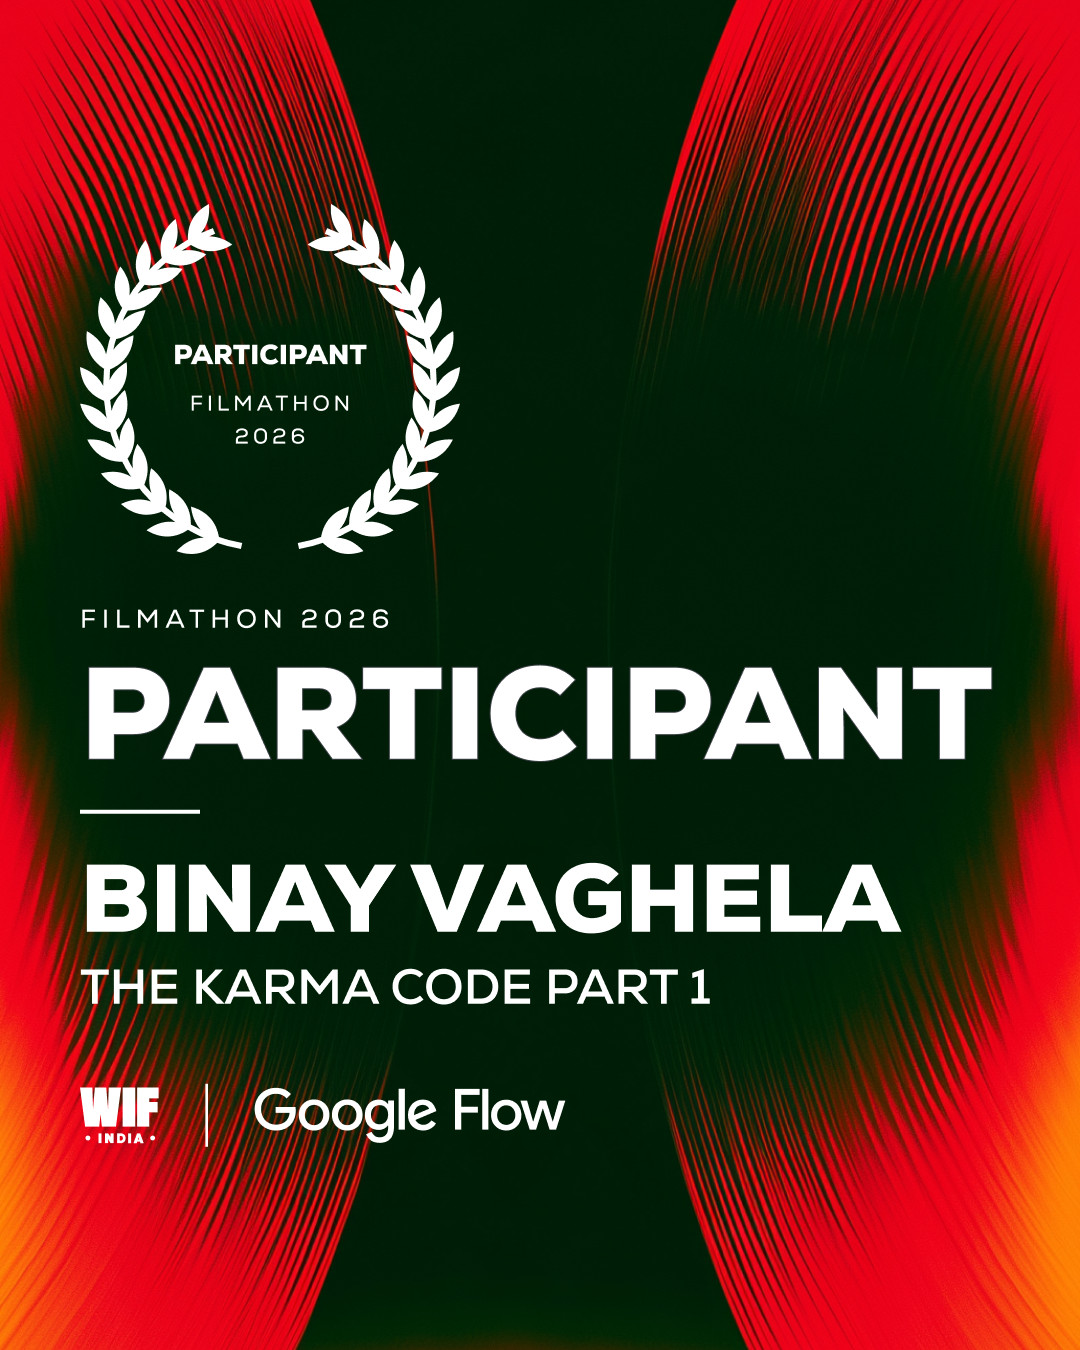 PARTICIPANT
FILMATHON
2026
FILMATHON 2026
PARTICIPANT
BINAY VAGHELA
THE KARMA CODE PART 1
WIF
• INDIA •
Google Flow